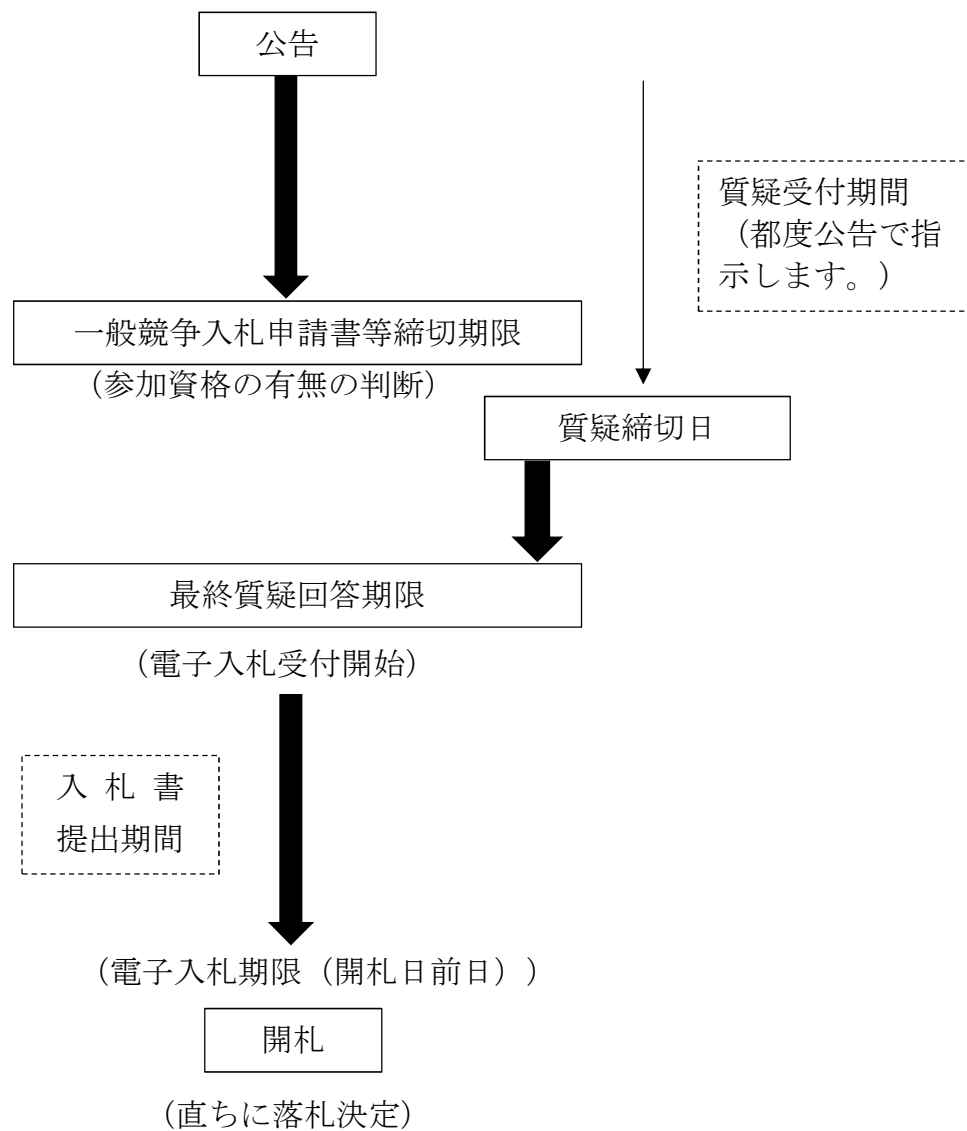 公告
質疑受付期間
（都度公告で指
示します。）
一般競争入札申請書等締切期限
（参加資格の有無の判断）
質疑締切日
最終質疑回答期限
（電子入札受付開始）
入 札 書
提出期間
（電子入札期限（開札日前日））
開札
（直ちに落札決定）